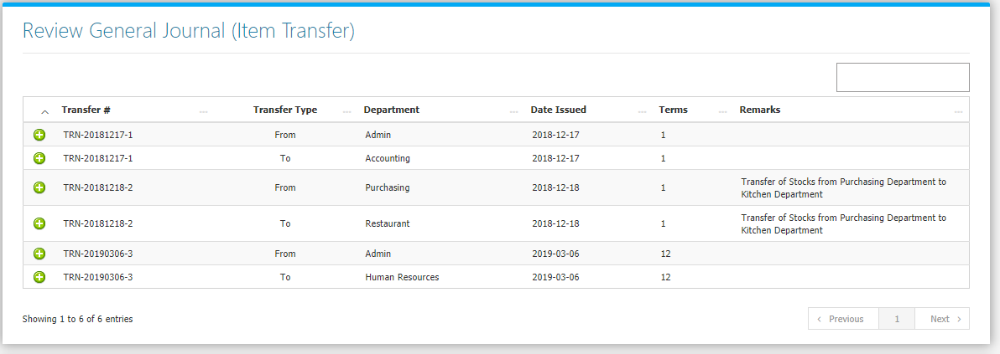 Review General Journal (Item Transfer)
Transfer # Transfer Type Department Date Issued Terms Remarks
TRN-20181217-1 From Admin 2018-12-17 1
TRN-20181217-1 To Accounting 2018-12-17 1
TRN-20181218-2 From Purchasing 2018-12-18 1 Transfer of Stocks from Purchasing Department to
Kitchen Department
TRN-20181218-2 To Restaurant 2018-12-18 1 Transfer of Stocks from Purchasing Department to
Kitchen Department
TRN-20190306-3 From Admin 2019-03-06 12
TRN-20190306-3 To Human Resources 2019-03-06 12
Showing 1 to 6 of 6 entries
Previous 1 Next